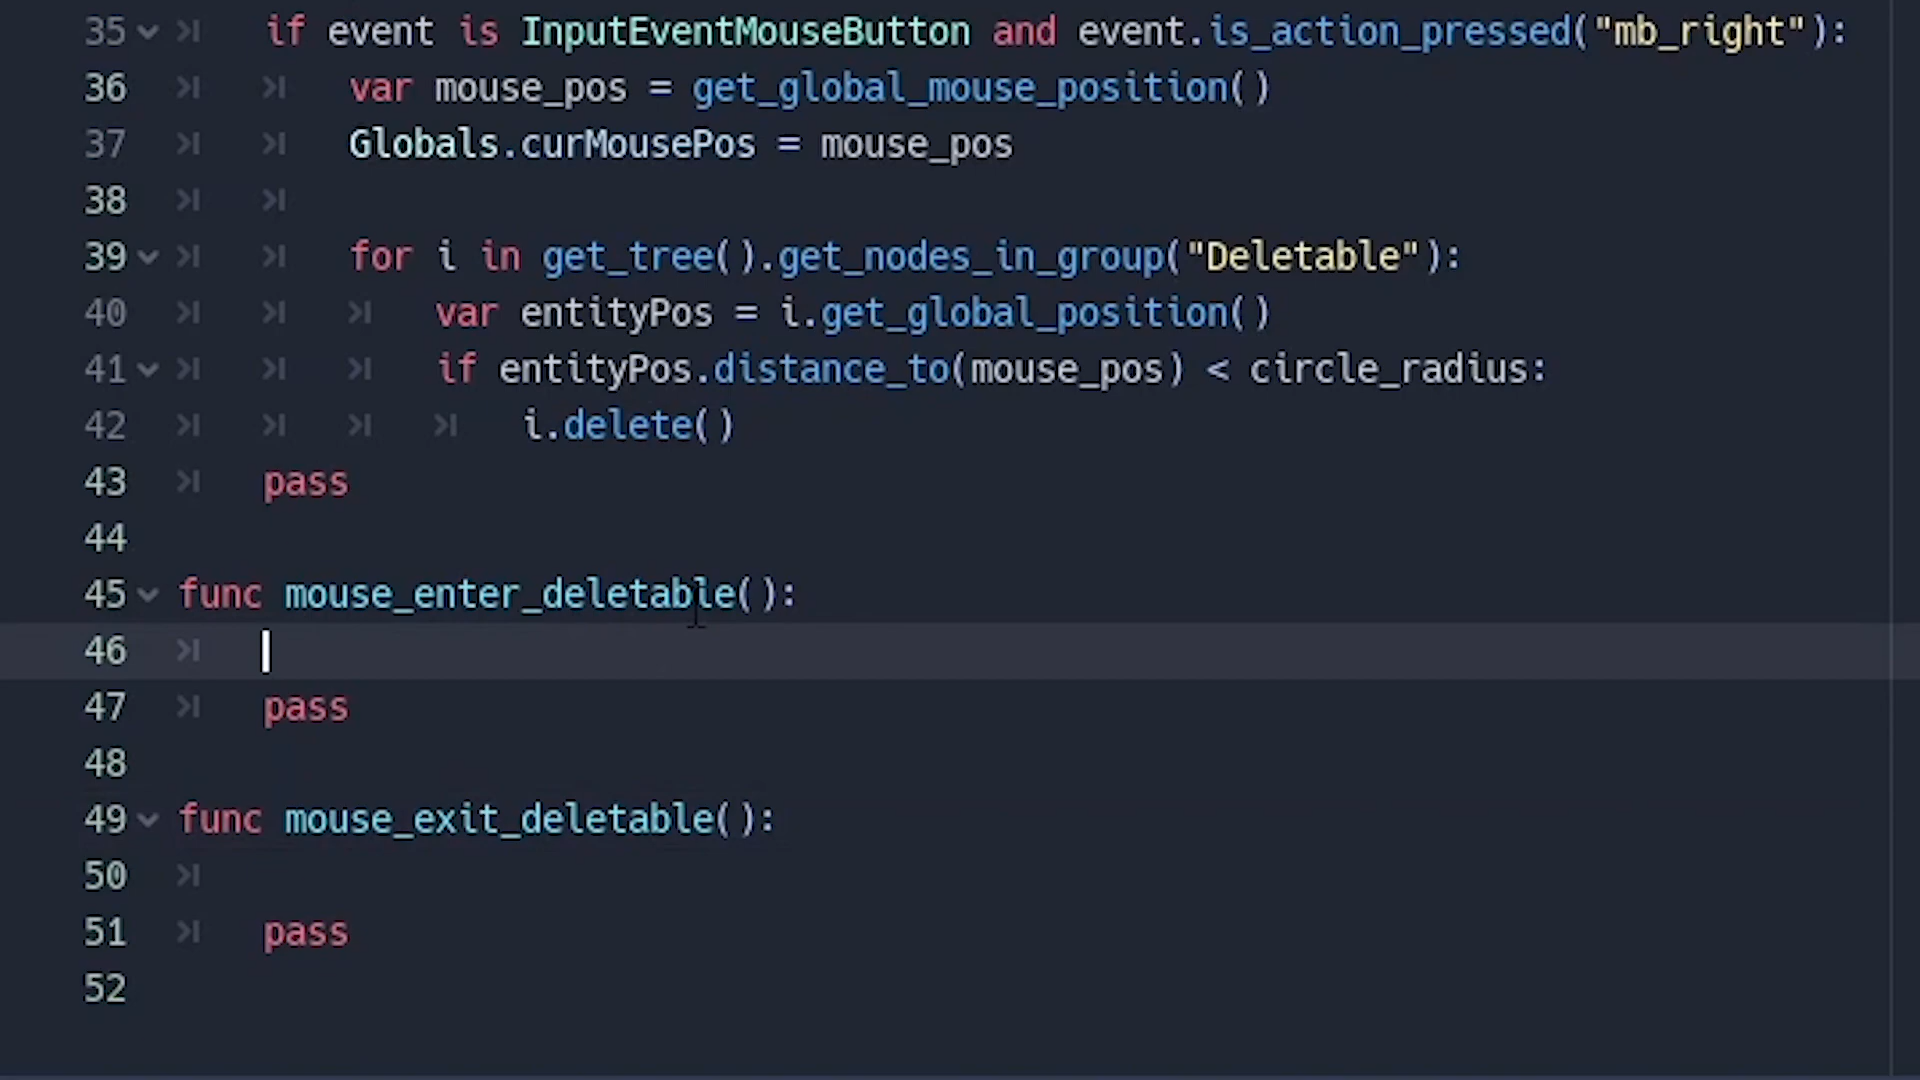 35 if event is InputEventMouseButton and event.is_action_pressed("mb_right"):
36 var mouse_pos = get_global_mouse_position()
37 Globals.curMousePos = mouse_pos
38
39 for i in get_tree().get_nodes_in_group("Deletable"):
40 var entityPos = i.get_global_position()
41 if entityPos.distance_to(mouse_pos) < circle_radius:
42 i.delete()
43 pass
44
45 func mouse_enter_deletable():
46
47 pass
48
49 func mouse_exit_deletable():
50
51 pass
52